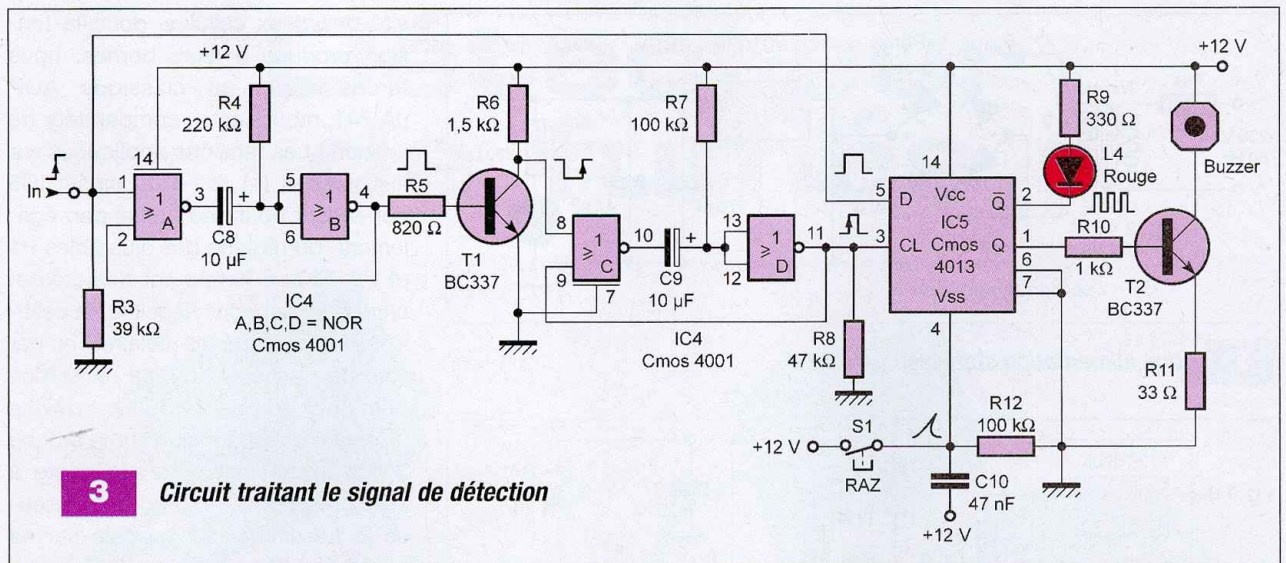 +12 V
+12 V
R4
220 kΩ
R6
1,5 kΩ
R7
100 kΩ
R9
330 Ω
L4
Rouge
Buzzer
In
14
1
2
≥ 1
A
3
C8
10 µF
5
6
≥ 1
B
4
R5
820 Ω
T1
BC337
R3
39 kΩ
IC4
A,B,C,D = NOR
Cmos 4001
8
9
≥ 1
C
7
10
C9
10 µF
13
12
≥ 1
D
11
IC4
Cmos 4001
R8
47 kΩ
14
5
D
Vcc
Q
2
IC5
3
CL
Cmos
4013
Q
1
6
7
Vss
4
R10
1 kΩ
T2
BC337
R11
33 Ω
R12
100 kΩ
+12 V
S1
RAZ
C10
47 nF
+12 V
3 Circuit traitant le signal de détection